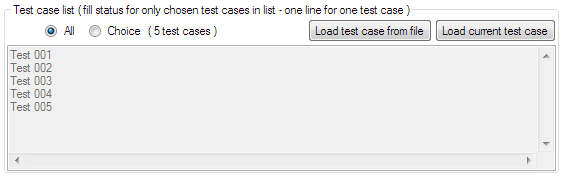 Test case list ( fill status for only chosen test cases in list - one line for one test case )
All Choice ( 5 test cases ) Load test case from file Load current test case
Test 001
Test 002
Test 003
Test 004
Test 005